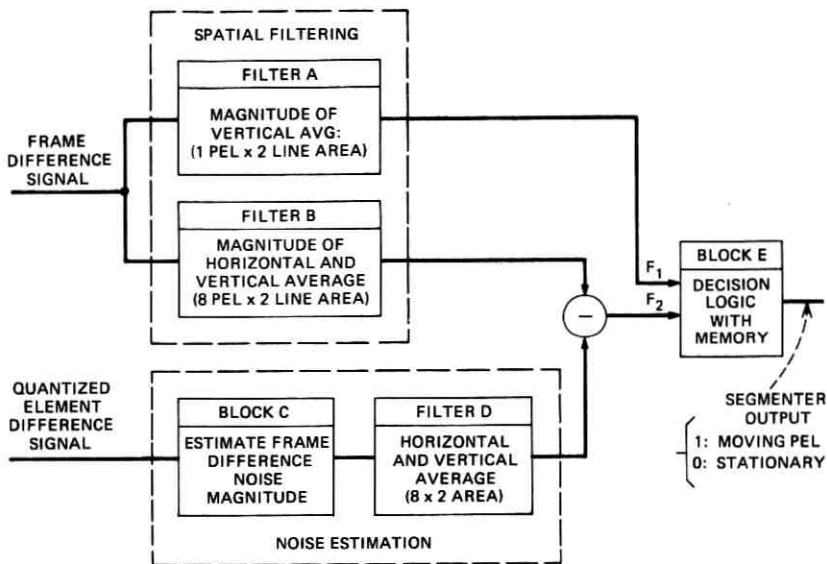 SPATIAL FILTERING
FILTER A
MAGNITUDE OF
VERTICAL AVG:
(1 PEL x 2 LINE AREA)
FRAME
DIFFERENCE
SIGNAL
FILTER B
MAGNITUDE OF
HORIZONTAL AND
VERTICAL AVERAGE
(8 PEL x 2 LINE AREA)
F1
F2
−
BLOCK E
DECISION
LOGIC
WITH
MEMORY
QUANTIZED
ELEMENT
DIFFERENCE
SIGNAL
BLOCK C
ESTIMATE FRAME
DIFFERENCE
NOISE
MAGNITUDE
FILTER D
HORIZONTAL
AND VERTICAL
AVERAGE
(8 x 2 AREA)
NOISE ESTIMATION
SEGMENTER
OUTPUT
1: MOVING PEL
0: STATIONARY